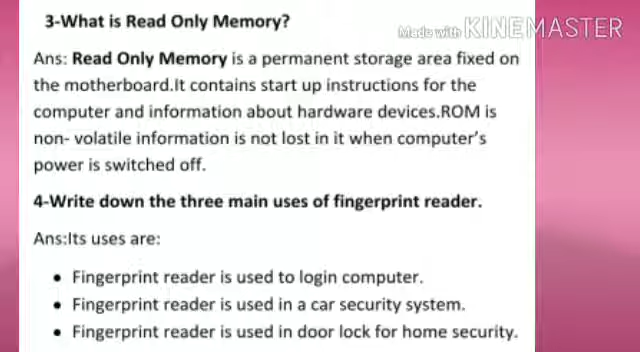 3-What is Read Only Memory?
Made with KINEMASTER
Ans: Read Only Memory is a permanent storage area fixed on
the motherboard.It contains start up instructions for the
computer and information about hardware devices.ROM is
non- volatile information is not lost in it when computer's
power is switched off.
4-Write down the three main uses of fingerprint reader.
Ans:Its uses are:
• Fingerprint reader is used to login computer.
• Fingerprint reader is used in a car security system.
• Fingerprint reader is used in door lock for home security.